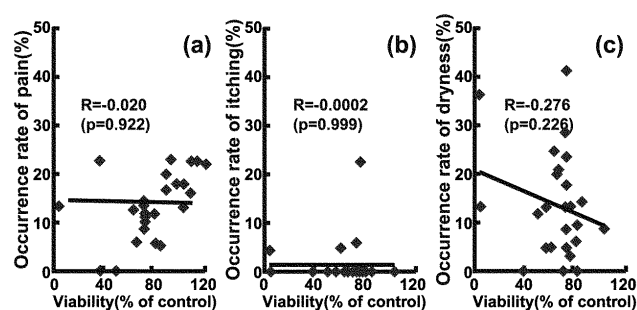 50
40
30
20
10
0
Occurrence rate of pain(%)
(a)
R=-0.020
(p=0.922)
0 40 80 120
Viability(% of control)
50
40
30
20
10
0
Occurrence rate of itching(%)
(b)
R=-0.0002
(p=0.999)
0 40 80 120
Viability(% of control)
50
40
30
20
10
0
Occurrence rate of dryness(%)
(c)
R=-0.276
(p=0.226)
0 40 80 120
Viability(% of control)